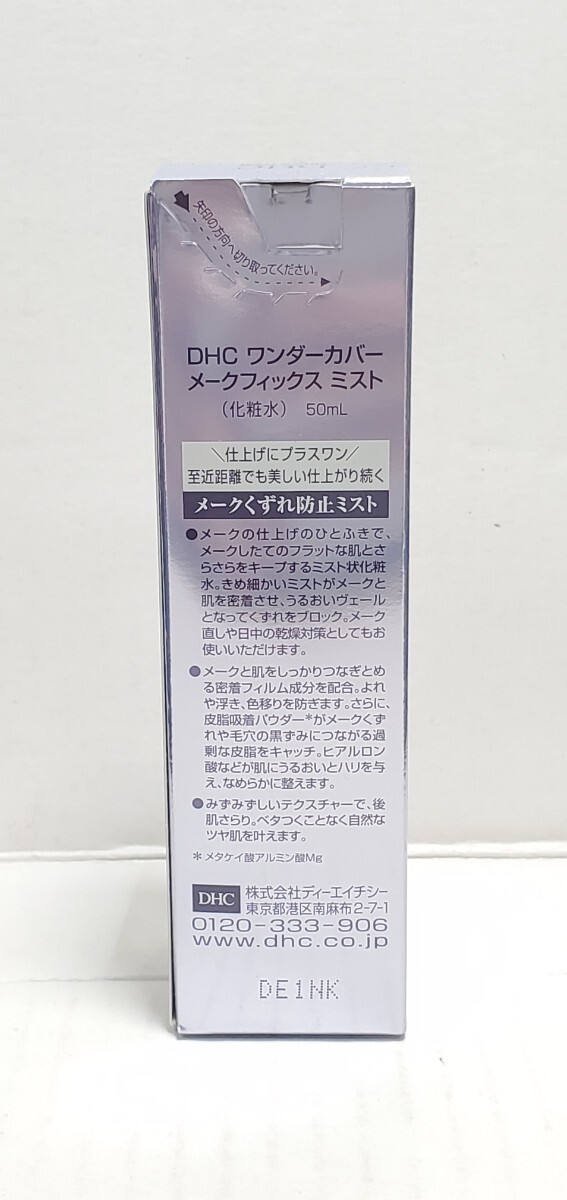 矢印の方向へ切り取ってください。
DHC ワンダーカバー
メークフィックス ミスト
(化粧水) 50mL
\仕上げにプラスワン/
至近距離でも美しい仕上がり続く
メークくずれ防止ミスト
●メークの仕上げのひとふきで、
メークしたてのフラットな肌とさ
らさらをキープするミスト状化粧
水。きめ細かいミストがメークと
肌を密着させ、うるおいヴェール
となってくずれをブロック。メーク
直しや日中の乾燥対策としてもお
使いいただけます。
●メークと肌をしっかりつなぎとめ
る密着フィルム成分を配合。よれ
や浮き、色移りを防ぎます。さらに、
皮脂吸着パウダー*がメークくず
れや毛穴の黒ずみにつながる過
剰な皮脂をキャッチ。ヒアルロン
酸などが肌にうるおいとハリを与
え、なめらかに整えます。
●みずみずしいテクスチャーで、後
肌さらり。ベタつくことなく自然な
ツヤ肌を叶えます。
*メタケイ酸アルミン酸Mg
DHC 株式会社ディーエイチシー
東京都港区南麻布2-7-1
0120-333-906
www.dhc.co.jp
DE1NK